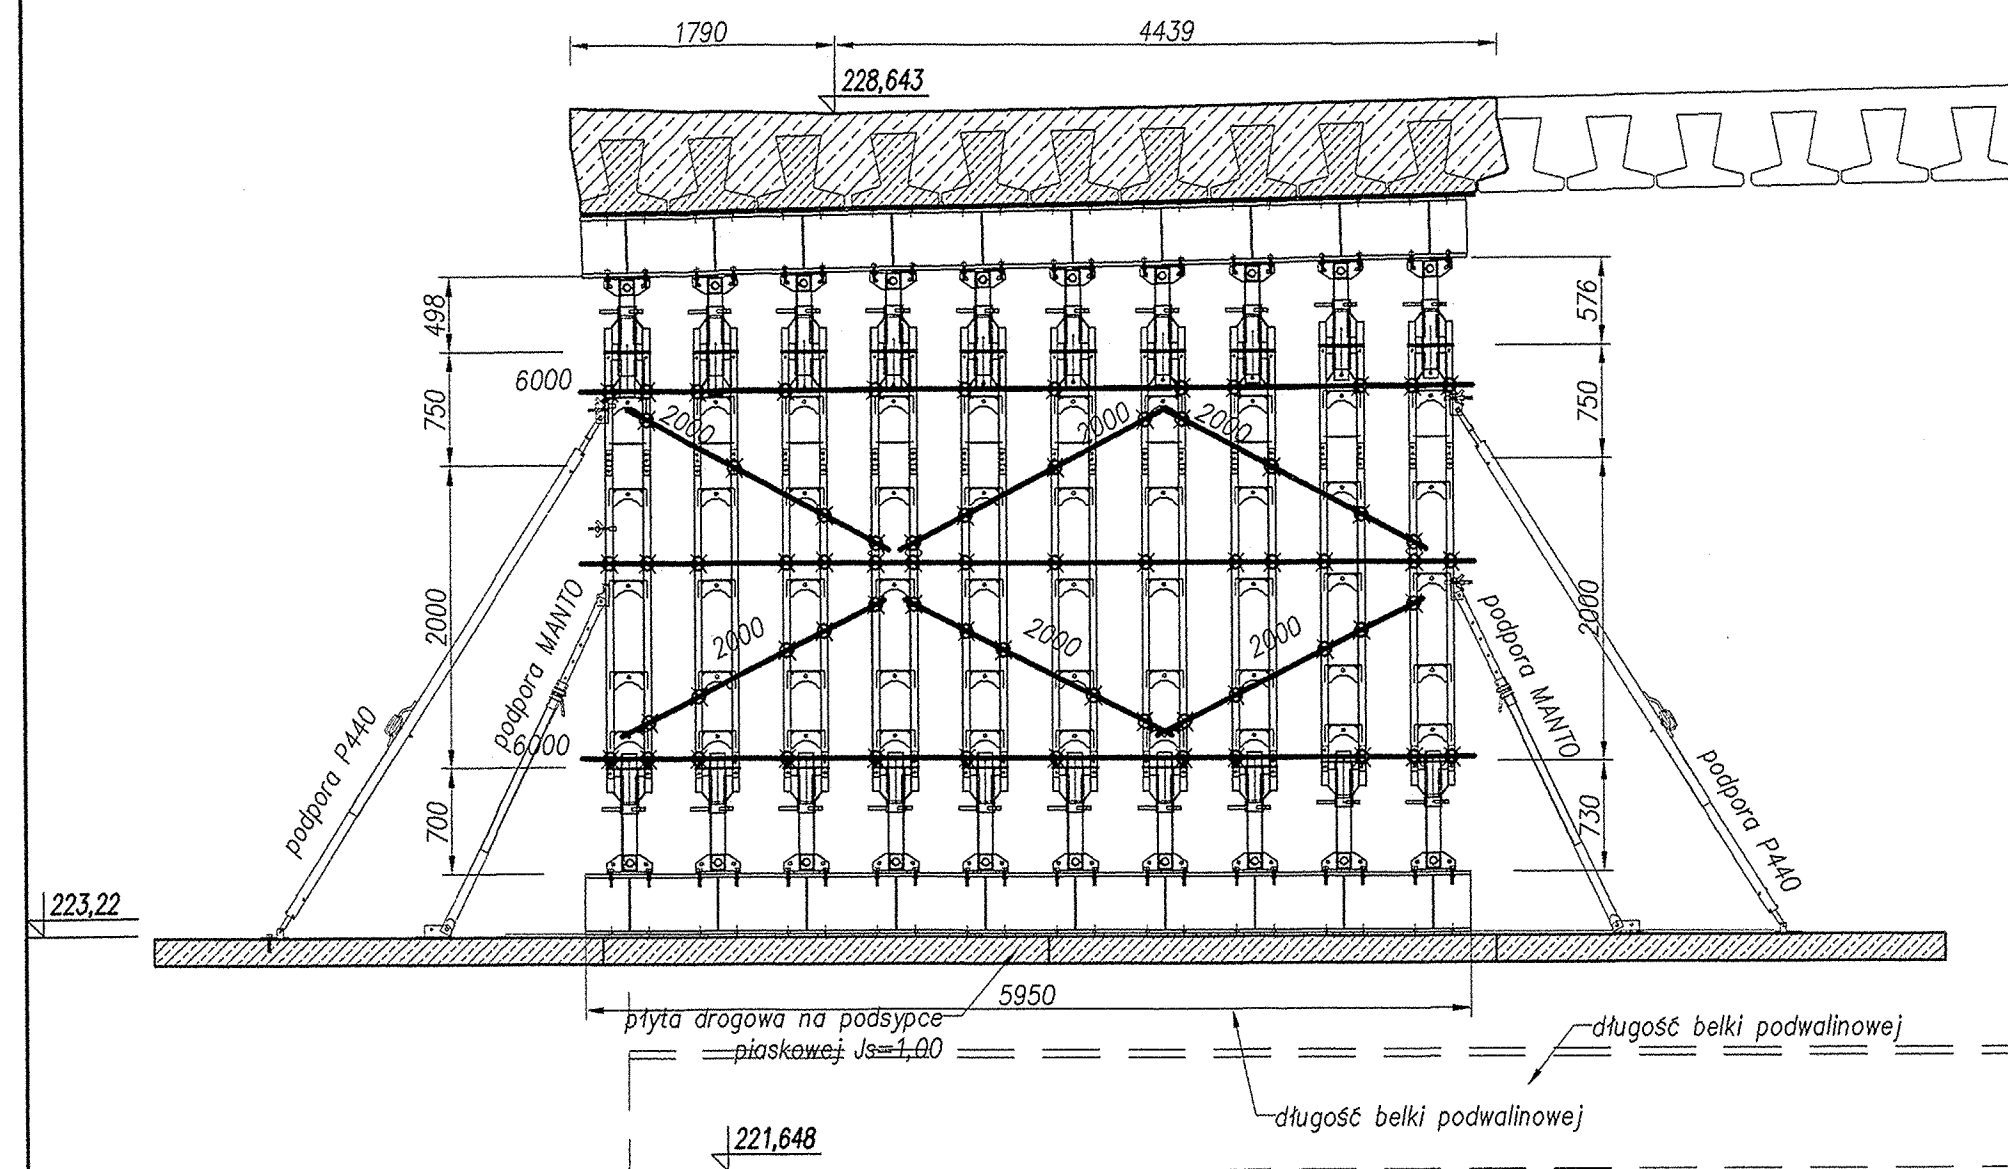 1790
4439
228,643
498
576
6000
750
750
2000
2000
2000
2000
2000
podpora MANTO
podpora MANTO
2000
2000
2000
6000
podpora P440
podpora P440
700
730
223,22
5950
płyta drogowa na podsypce
piaskowej Js=1,00
długość belki podwalinowej
długość belki podwalinowej
221,648